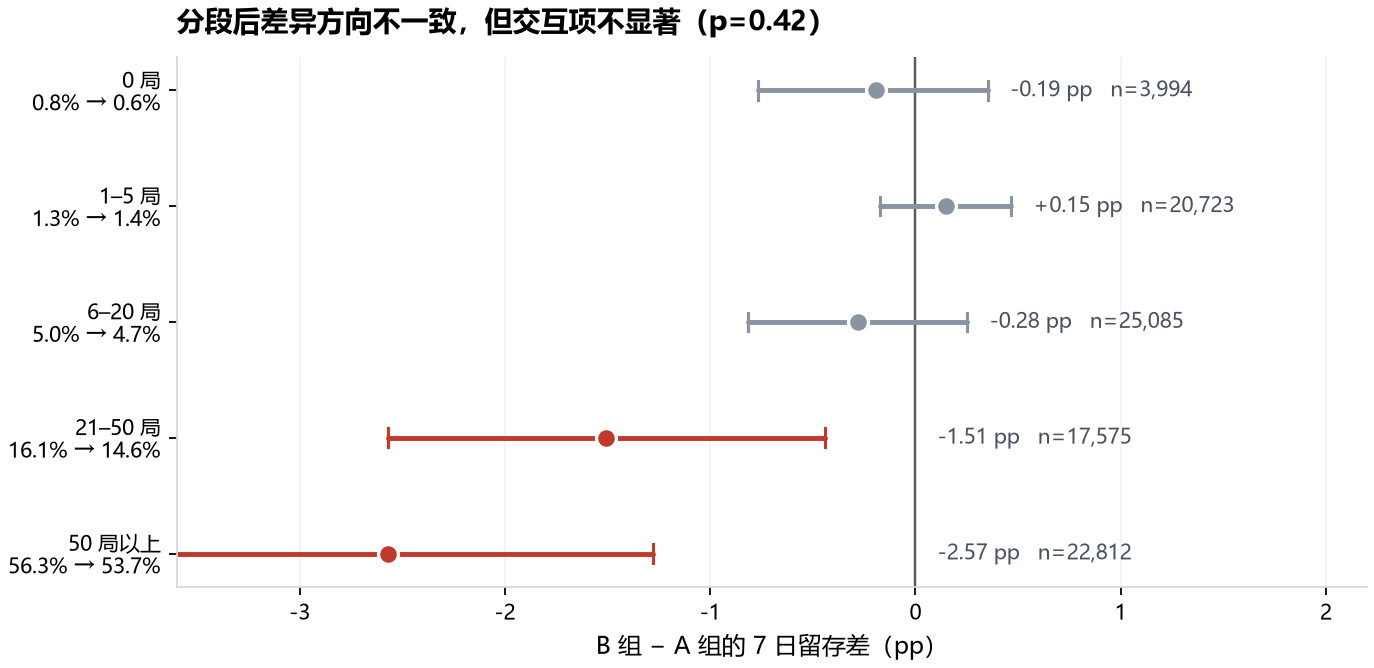 分段后差异方向不一致，但交互项不显著（p=0.42）
0 局
0.8% → 0.6%
-0.19 pp n=3,994
1–5 局
1.3% → 1.4%
+0.15 pp n=20,723
6–20 局
5.0% → 4.7%
-0.28 pp n=25,085
21–50 局
16.1% → 14.6%
-1.51 pp n=17,575
50 局以上
56.3% → 53.7%
-2.57 pp n=22,812
-3 -2 -1 0 1 2
B 组 − A 组的 7 日留存差（pp）